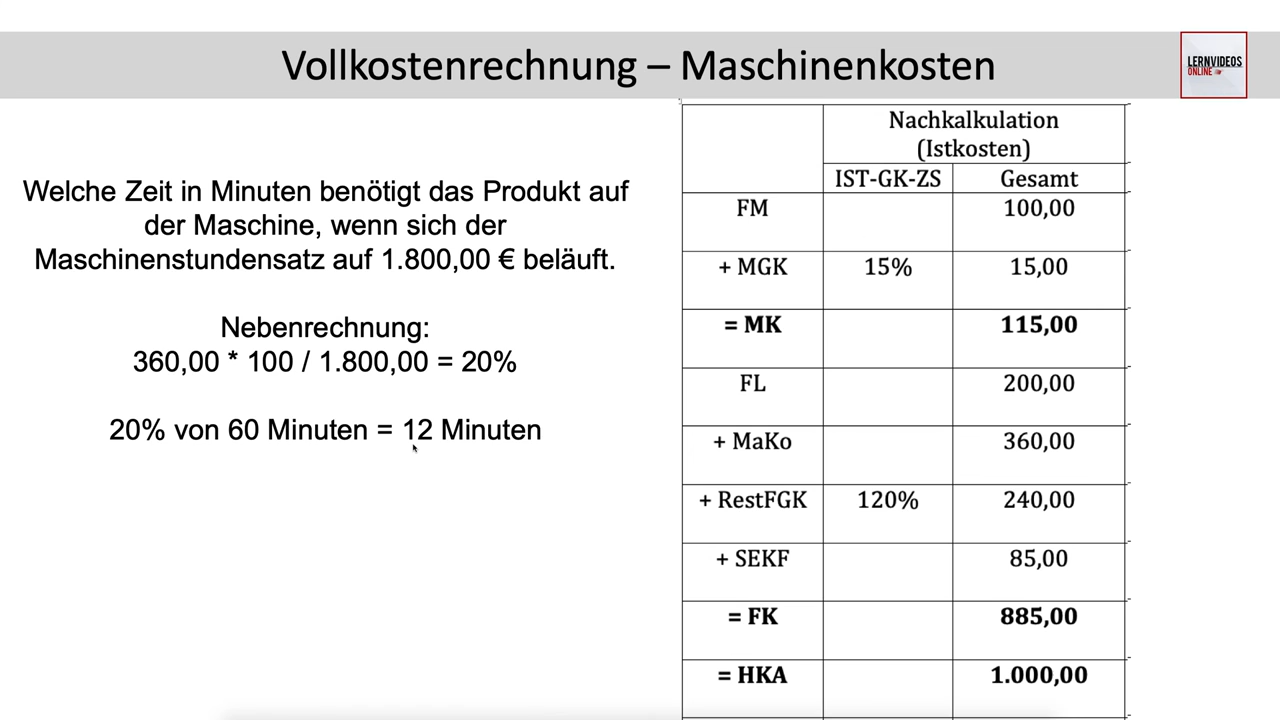 Vollkostenrechnung – Maschinenkosten
LERNVIDEOS
ONLINE
Welche Zeit in Minuten benötigt das Produkt auf
der Maschine, wenn sich der
Maschinenstundensatz auf 1.800,00 € beläuft.
Nebenrechnung:
360,00 * 100 / 1.800,00 = 20%
20% von 60 Minuten = 12 Minuten
Nachkalkulation
(Istkosten)
IST-GK-ZS Gesamt
FM 100,00
+ MGK 15% 15,00
= MK 115,00
FL 200,00
+ MaKo 360,00
+ RestFGK 120% 240,00
+ SEKF 85,00
= FK 885,00
= HKA 1.000,00